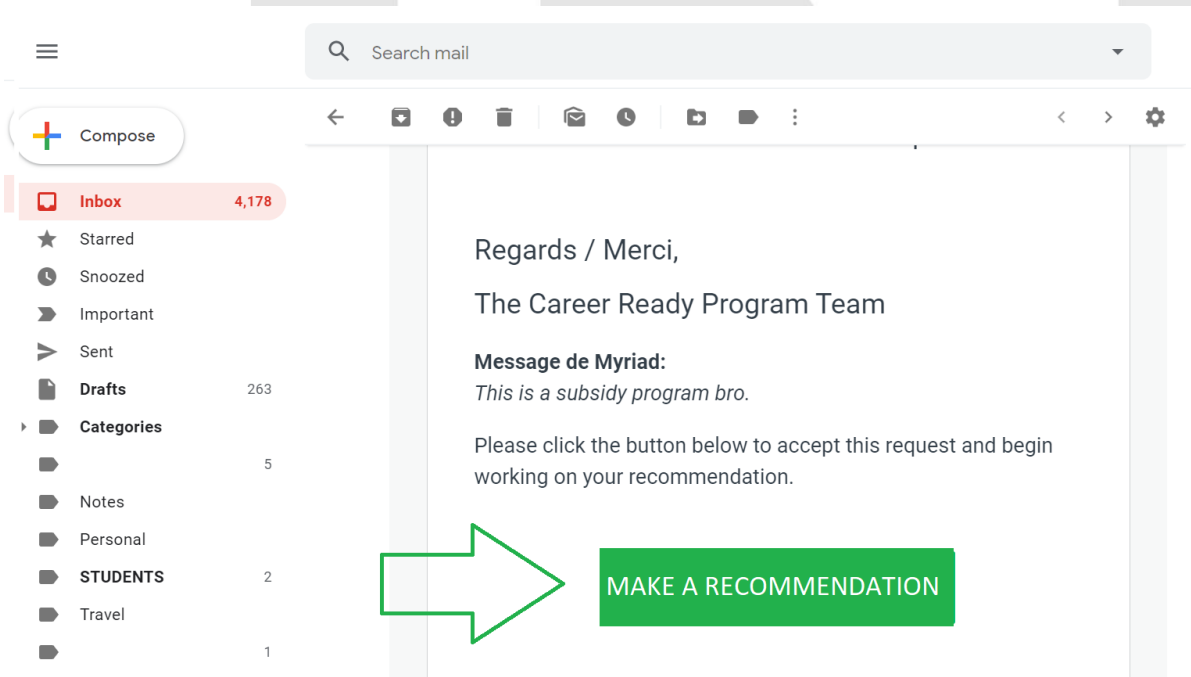 Search mail
Compose
Inbox 4,178
Starred
Snoozed
Important
Sent
Drafts 263
Categories
5
Notes
Personal
STUDENTS 2
Travel
1
Regards / Merci,
The Career Ready Program Team
Message de Myriad:
This is a subsidy program bro.
Please click the button below to accept this request and begin
working on your recommendation.
MAKE A RECOMMENDATION